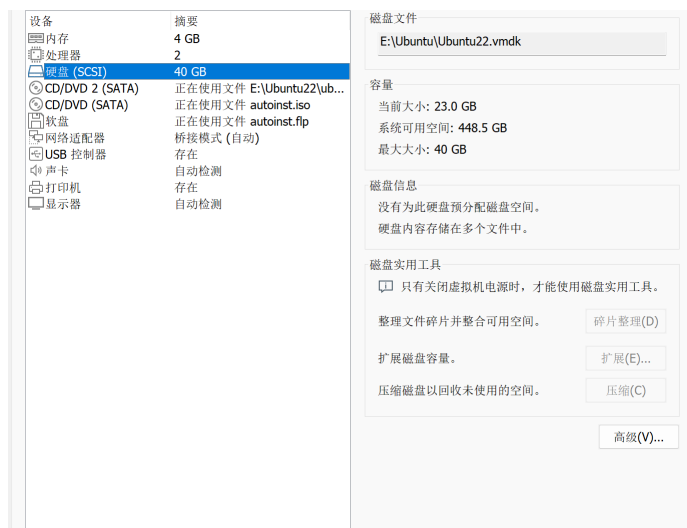 设备 摘要
内存 4 GB
处理器 2
硬盘 (SCSI) 40 GB
CD/DVD 2 (SATA) 正在使用文件 E:\Ubuntu22\ub...
CD/DVD (SATA) 正在使用文件 autoinst.iso
软盘 正在使用文件 autoinst.flp
网络适配器 桥接模式 (自动)
USB 控制器 存在
声卡 自动检测
打印机 存在
显示器 自动检测
磁盘文件
E:\Ubuntu\Ubuntu22.vmdk
容量
当前大小: 23.0 GB
系统可用空间: 448.5 GB
最大大小: 40 GB
磁盘信息
没有为此硬盘预分配磁盘空间。
硬盘内容存储在多个文件中。
磁盘实用工具
只有关闭虚拟机电源时，才能使用磁盘实用工具。
整理文件碎片并整合可用空间。 碎片整理(D)
扩展磁盘容量。 扩展(E)...
压缩磁盘以回收未使用的空间。 压缩(C)
高级(V)...